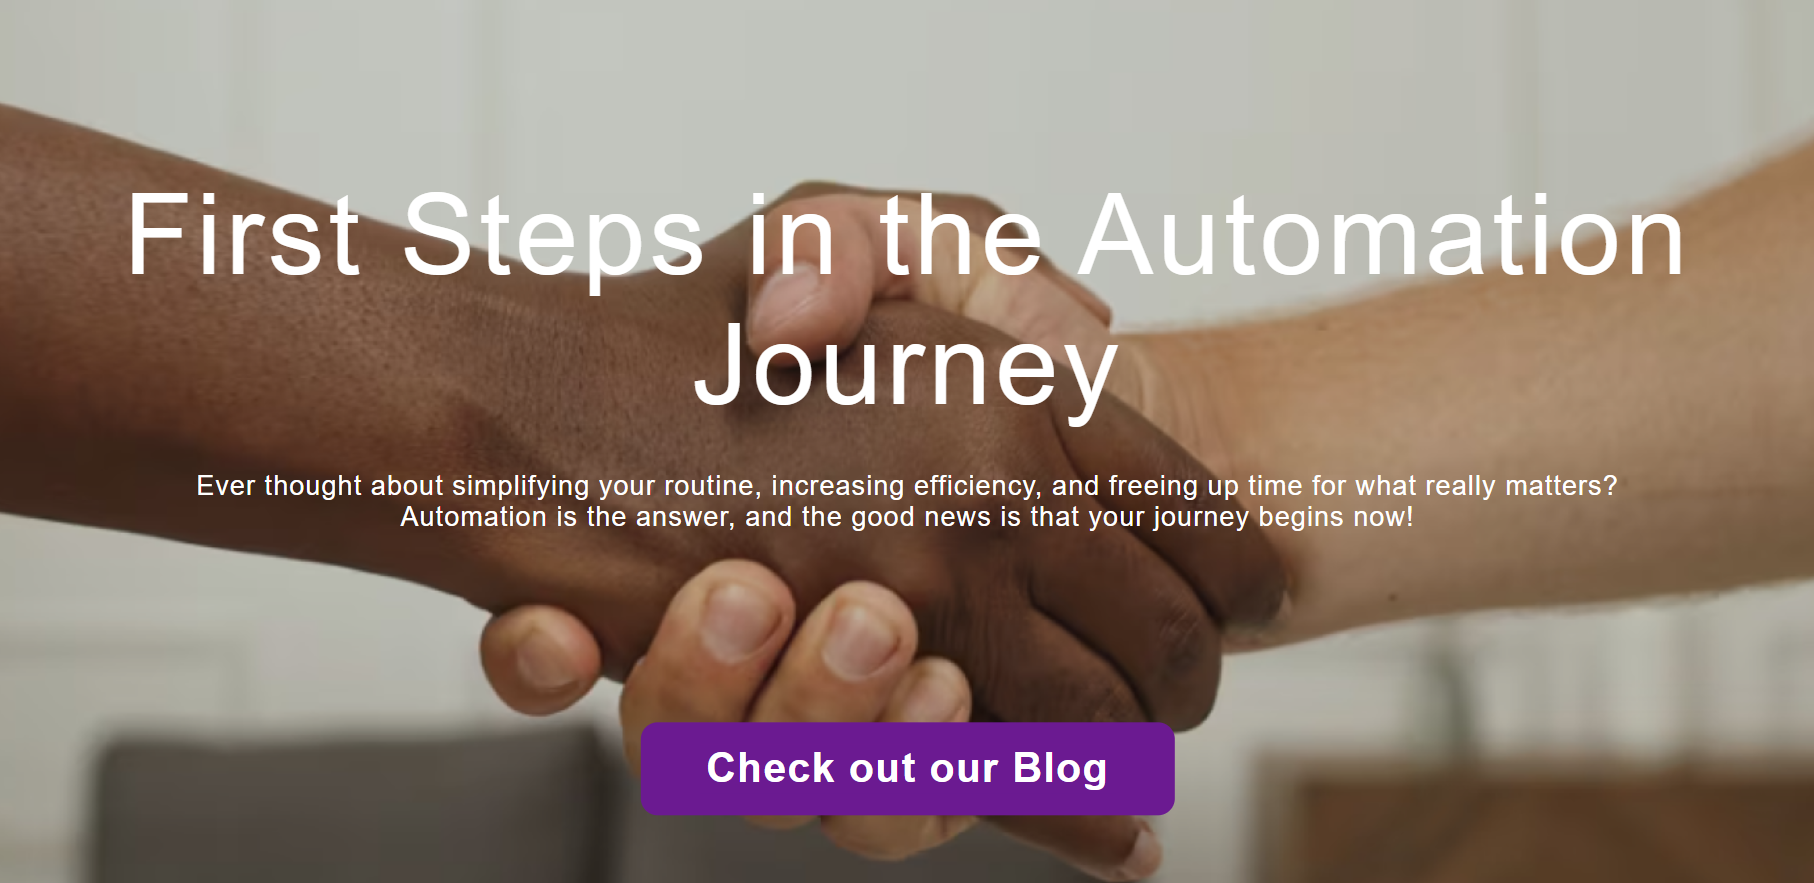 First Steps in the Automation
Journey
Ever thought about simplifying your routine, increasing efficiency, and freeing up time for what really matters?
Automation is the answer, and the good news is that your journey begins now!
Check out our Blog